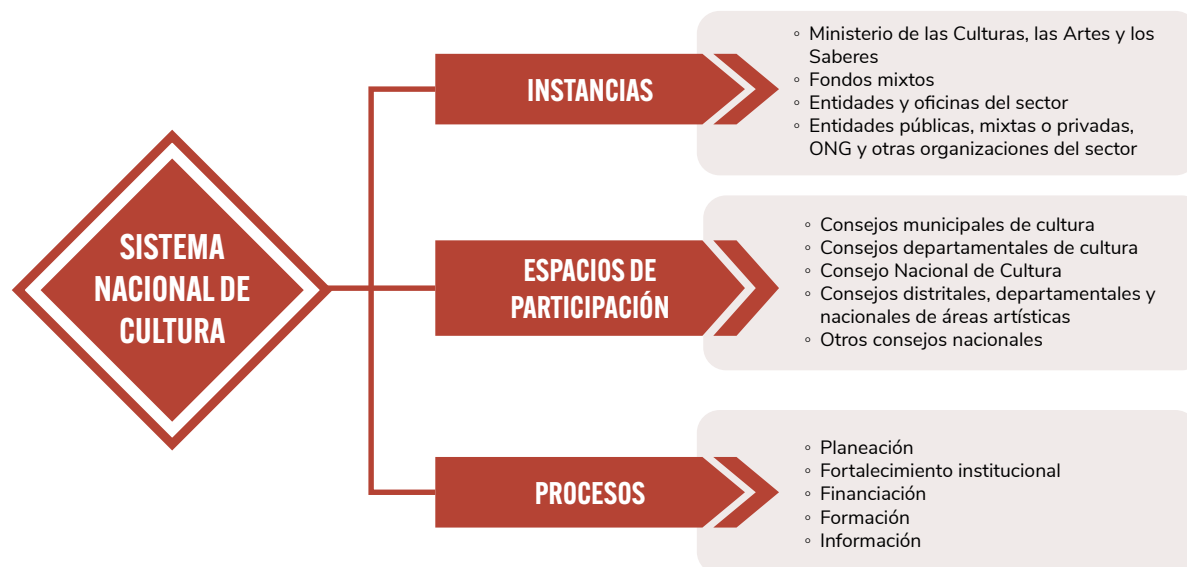 SISTEMA
NACIONAL DE
CULTURA
INSTANCIAS
◦ Ministerio de las Culturas, las Artes y los
Saberes
◦ Fondos mixtos
◦ Entidades y oficinas del sector
◦ Entidades públicas, mixtas o privadas,
ONG y otras organizaciones del sector
ESPACIOS DE
PARTICIPACIÓN
◦ Consejos municipales de cultura
◦ Consejos departamentales de cultura
◦ Consejo Nacional de Cultura
◦ Consejos distritales, departamentales y
nacionales de áreas artísticas
◦ Otros consejos nacionales
PROCESOS
◦ Planeación
◦ Fortalecimiento institucional
◦ Financiación
◦ Formación
◦ Información